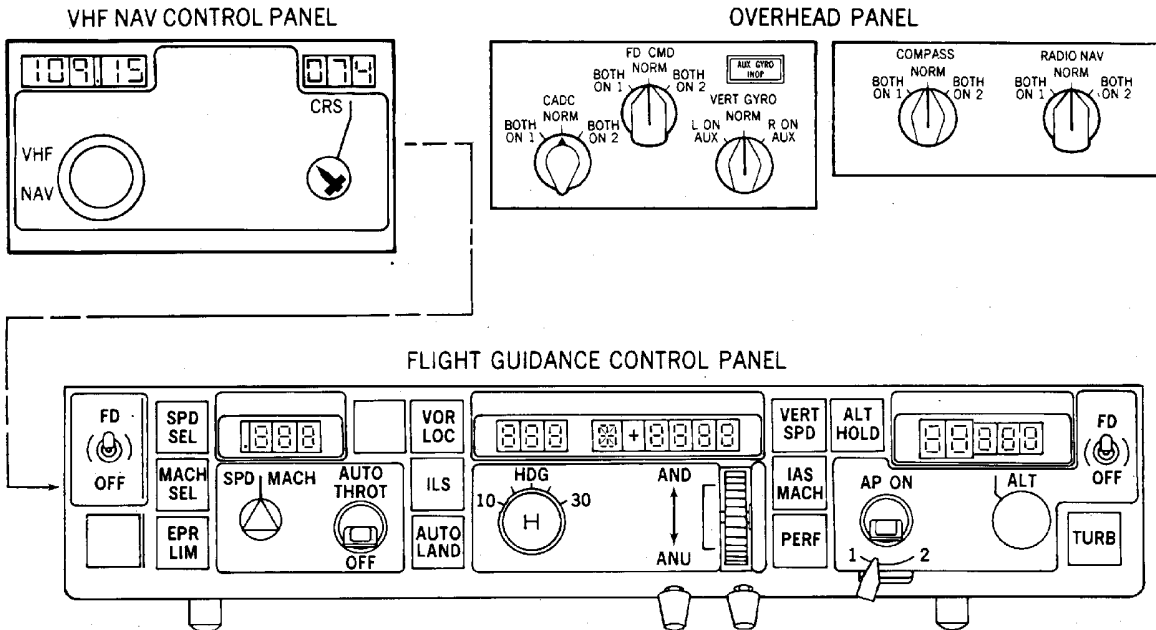 VHF NAV CONTROL PANEL
109.15
074
CRS
VHF
NAV
OVERHEAD PANEL
FD CMD
NORM
BOTH
ON 1
BOTH
ON 2
AUX GYRO
INOP
CADC
NORM
BOTH
ON 1
BOTH
ON 2
VERT GYRO
NORM
L ON
AUX
R ON
AUX
COMPASS
NORM
BOTH
ON 1
BOTH
ON 2
RADIO NAV
NORM
BOTH
ON 1
BOTH
ON 2
FLIGHT GUIDANCE CONTROL PANEL
FD
OFF
SPD
SEL
MACH
SEL
EPR
LIM
.888
SPD MACH
AUTO
THROT
OFF
VOR
LOC
ILS
AUTO
LAND
888 + 8888
HDG
10 30
H
AND
ANU
VERT
SPD
ALT
HOLD
IAS
MACH
PERF
88888
AP ON
1 2
ALT
FD
OFF
TURB